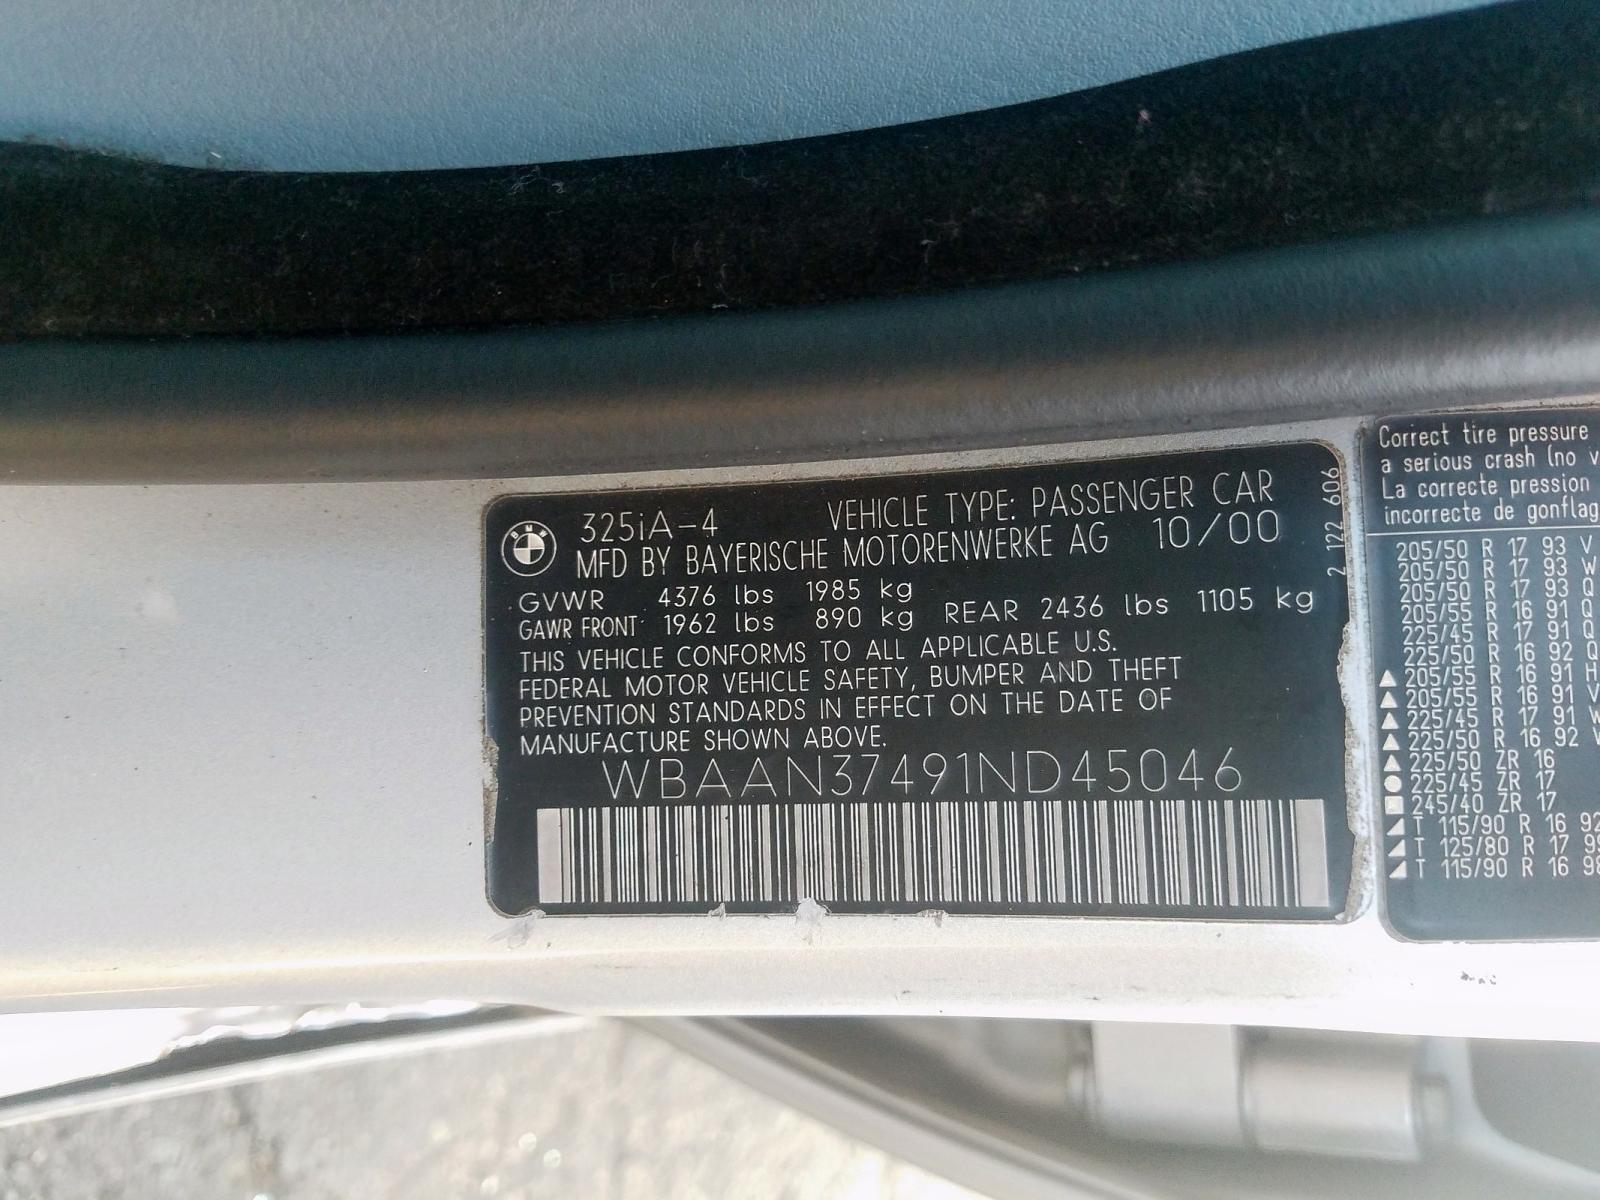 325iA-4 VEHICLE TYPE: PASSENGER CAR
MFD BY BAYERISCHE MOTORENWERKE AG 10/00
GVWR 4376 lbs 1985 kg
GAWR FRONT 1962 lbs 890 kg REAR 2436 lbs 1105 kg
THIS VEHICLE CONFORMS TO ALL APPLICABLE U.S.
FEDERAL MOTOR VEHICLE SAFETY, BUMPER AND THEFT
PREVENTION STANDARDS IN EFFECT ON THE DATE OF
MANUFACTURE SHOWN ABOVE.
WBAAN37491ND45046
2 122 606
Correct tire pressure
a serious crash (no v
La correcte pression
incorrecte de gonflag
205/50 R 17 93 V
205/50 R 17 93 W
205/50 R 17 93 Q
205/55 R 16 91 Q
225/45 R 17 91 Q
225/50 R 16 92 Q
▲ 205/55 R 16 91 H
▲ 205/55 R 16 91 V
▲ 225/45 R 17 91 W
▲ 225/50 R 16 92 V
▲ 225/50 ZR 16
● 225/45 ZR 17
■ 245/40 ZR 17
◢ T 115/90 R 16 92
◢ T 125/80 R 17 99
◢ T 115/90 R 16 98